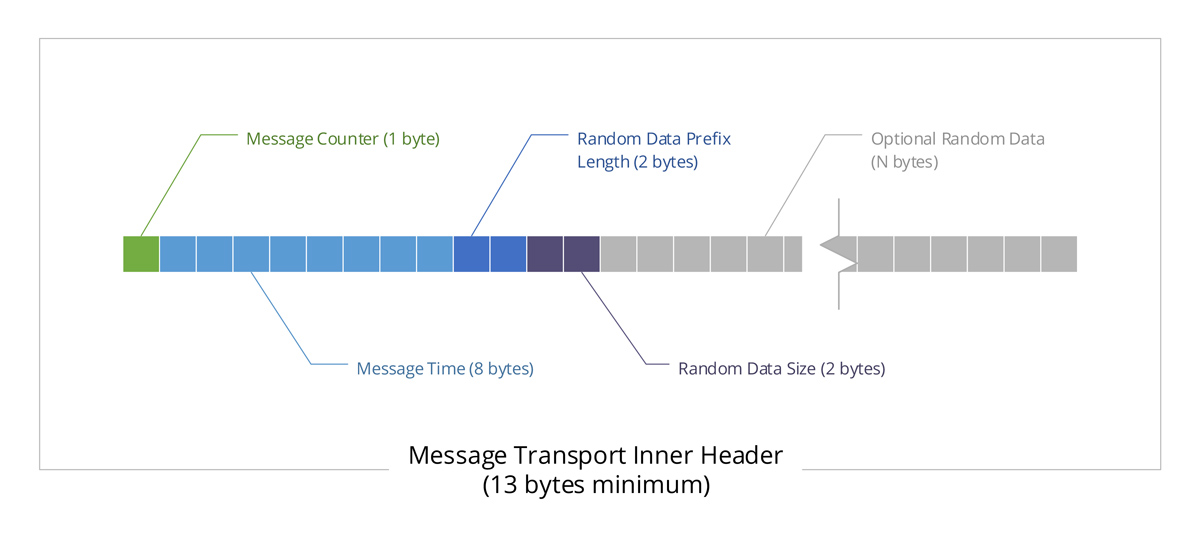 Message Counter (1 byte)
Random Data Prefix
Length (2 bytes)
Optional Random Data
(N bytes)
Message Time (8 bytes)
Random Data Size (2 bytes)
Message Transport Inner Header
(13 bytes minimum)